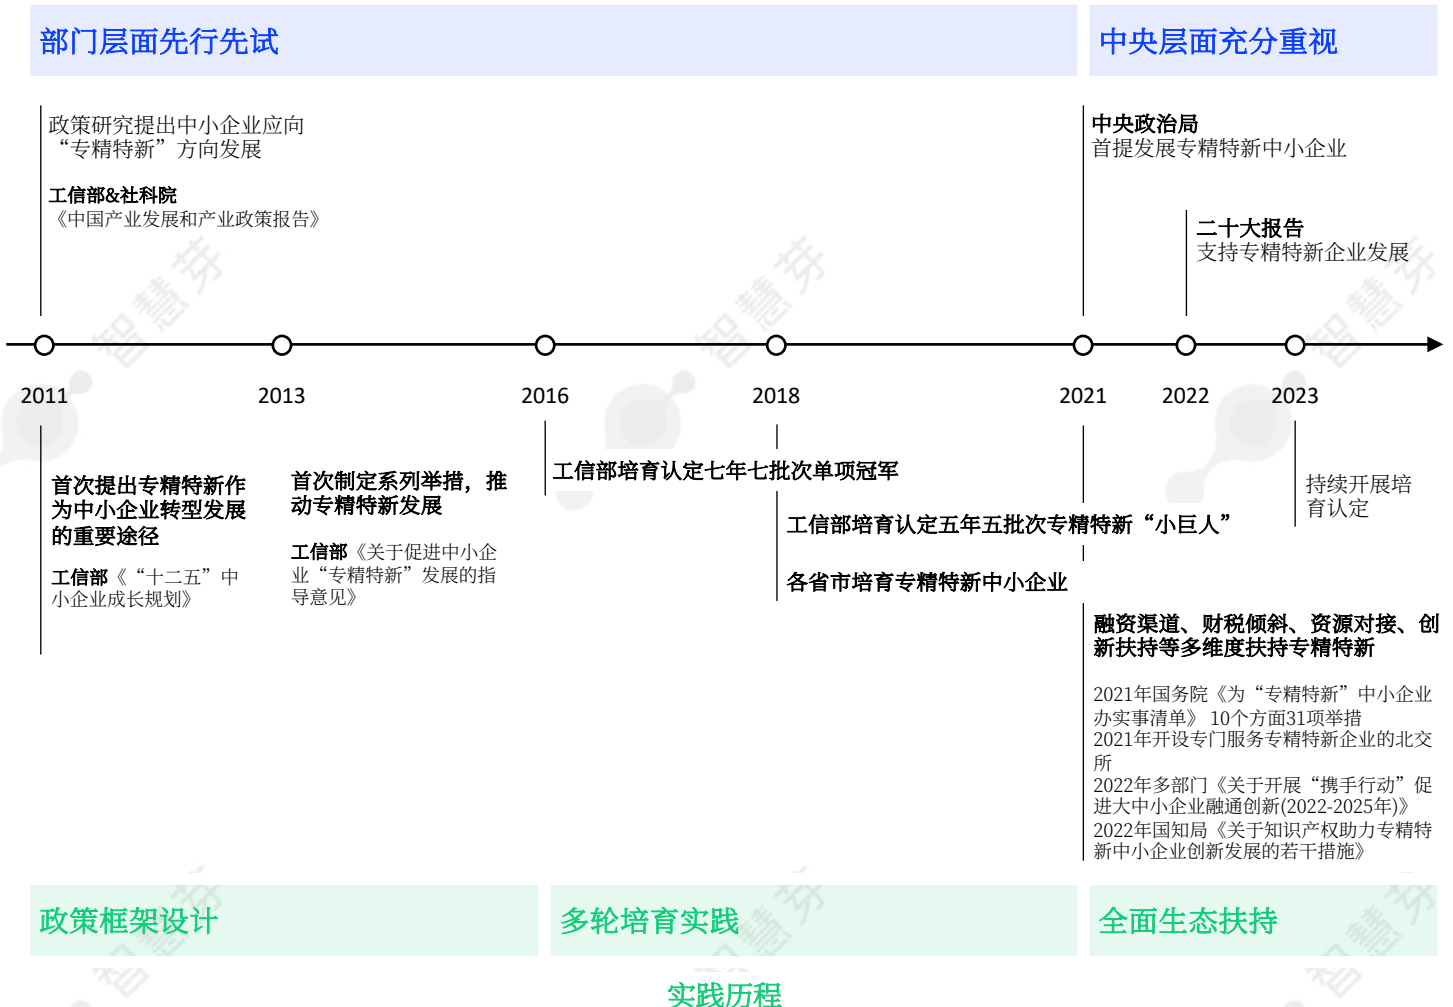 部门层面先行先试
中央层面充分重视
政策研究提出中小企业应向
“专精特新”方向发展
工信部&社科院
《中国产业发展和产业政策报告》
中央政治局
首提发展专精特新中小企业
二十大报告
支持专精特新企业发展
2011
2013
2016
2018
2021
2022
2023
首次提出专精特新作
为中小企业转型发展
的重要途径
工信部《“十二五”中
小企业成长规划》
首次制定系列举措，推
动专精特新发展
工信部《关于促进中小企
业“专精特新”发展的指
导意见》
工信部培育认定七年七批次单项冠军
工信部培育认定五年五批次专精特新“小巨人”
各省市培育专精特新中小企业
持续开展培
育认定
融资渠道、财税倾斜、资源对接、创
新扶持等多维度扶持专精特新
2021年国务院《为“专精特新”中小企业
办实事清单》 10个方面31项举措
2021年开设专门服务专精特新企业的北交
所
2022年多部门《关于开展“携手行动”促
进大中小企业融通创新(2022-2025年)》
2022年国知局《关于知识产权助力专精特
新中小企业创新发展的若干措施》
政策框架设计
多轮培育实践
全面生态扶持
实践历程
智慧芽
智慧芽
智慧芽
智慧芽
智慧芽
智慧芽